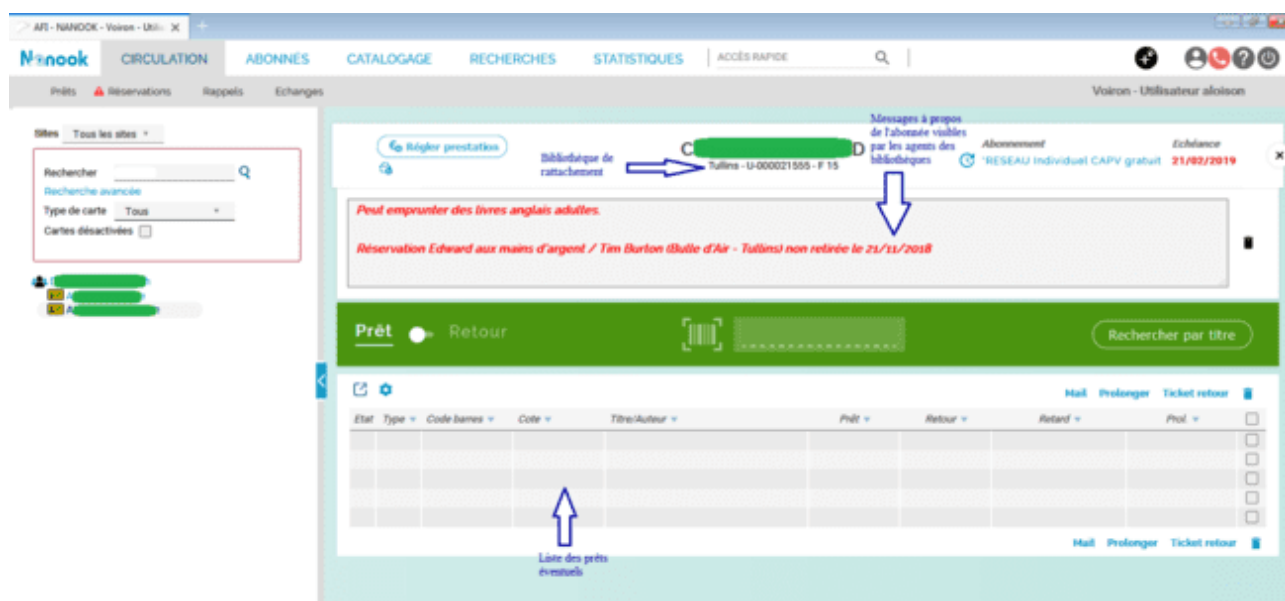 AFI - NANOOK - Voiron - Utili
Nanook CIRCULATION ABONNÉS CATALOGAGE RECHERCHES STATISTIQUES ACCÈS RAPIDE
Prêts Réservations Rappels Echanges Voiron - Utilisateur aloison
Sites Tous les sites
Rechercher
Recherche avancée
Type de carte Tous
Cartes désactivées
Régler prestation
Bibliothèque de
rattachement
C D
Tullins - U-000021555 - F 15
Messages à propos
de l'abonnée visibles
par les agents des
bibliothèques
Abonnement Echéance
*RESEAU Individuel CAPV gratuit 21/02/2019
Peut emprunter des livres anglais adultes.
Réservation Edward aux mains d'argent / Tim Burton (Bulle d'Air - Tullins) non retirée le 21/11/2018
Prêt Retour Rechercher par titre
Mail Prolonger Ticket retour
Etat Type Code barres Cote Titre/Auteur Prêt Retour Retard Prol.
Liste des prêts
éventuels
Mail Prolonger Ticket retour